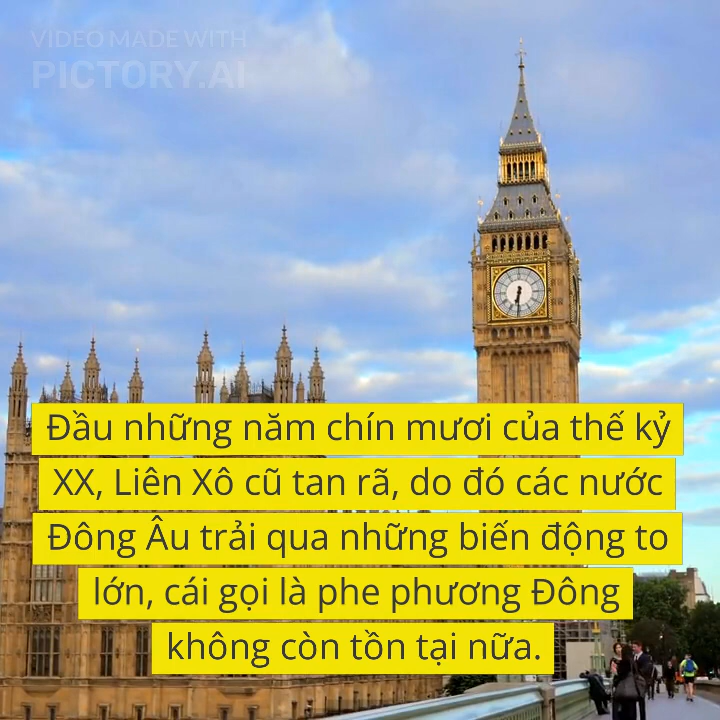 VIDEO MADE WITH
PICTORY.AI
Đầu những năm chín mươi của thế kỷ
XX, Liên Xô cũ tan rã, do đó các nước
Đông Âu trải qua những biến động to
lớn, cái gọi là phe phương Đông
không còn tồn tại nữa.